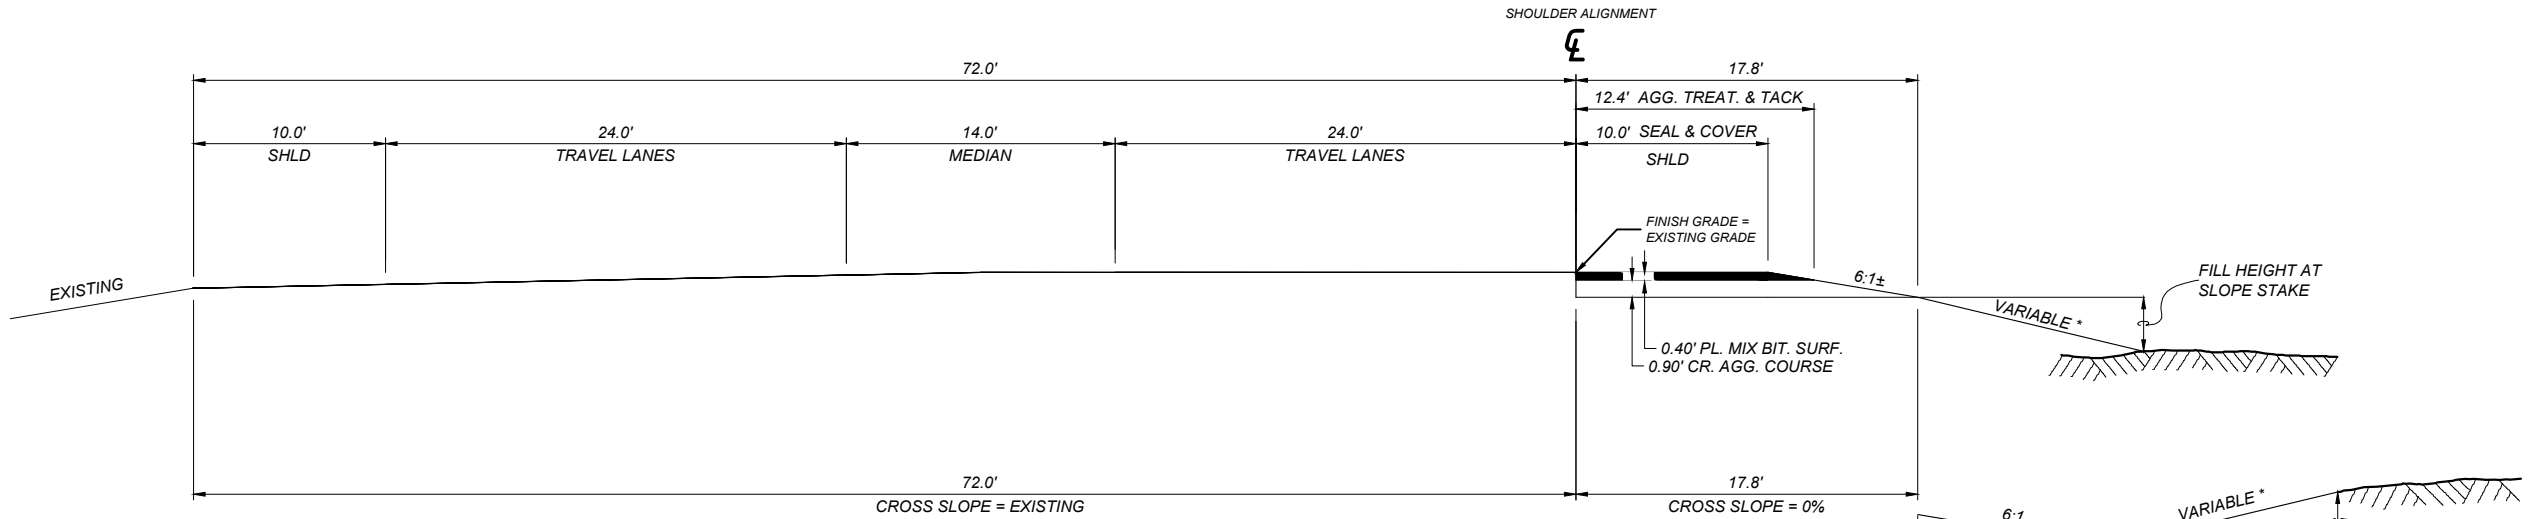 SHOULDER ALIGNMENT
℄
72.0'
17.8'
12.4' AGG. TREAT. & TACK
10.0'
24.0'
14.0'
24.0'
10.0' SEAL & COVER
SHLD
TRAVEL LANES
MEDIAN
TRAVEL LANES
SHLD
FINISH GRADE =
EXISTING GRADE
EXISTING
6:1±
FILL HEIGHT AT
SLOPE STAKE
VARIABLE *
0.40' PL. MIX BIT. SURF.
0.90' CR. AGG. COURSE
72.0'
17.8'
CROSS SLOPE = EXISTING
CROSS SLOPE = 0%
VARIABLE *
6:1